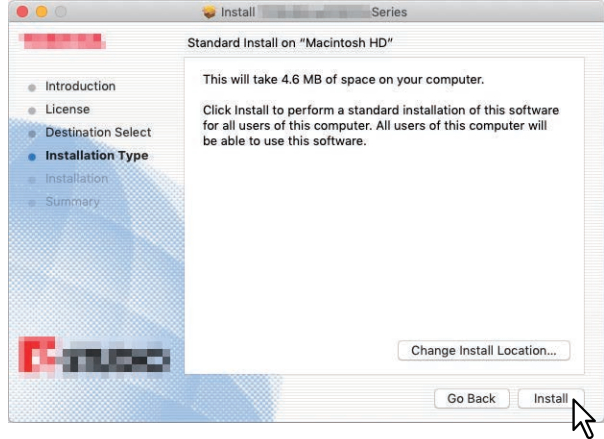 Install Series
Standard Install on "Macintosh HD"
Introduction
License
Destination Select
Installation Type
Installation
Summary
This will take 4.6 MB of space on your computer.
Click Install to perform a standard installation of this software
for all users of this computer. All users of this computer will
be able to use this software.
Change Install Location...
Go Back
Install